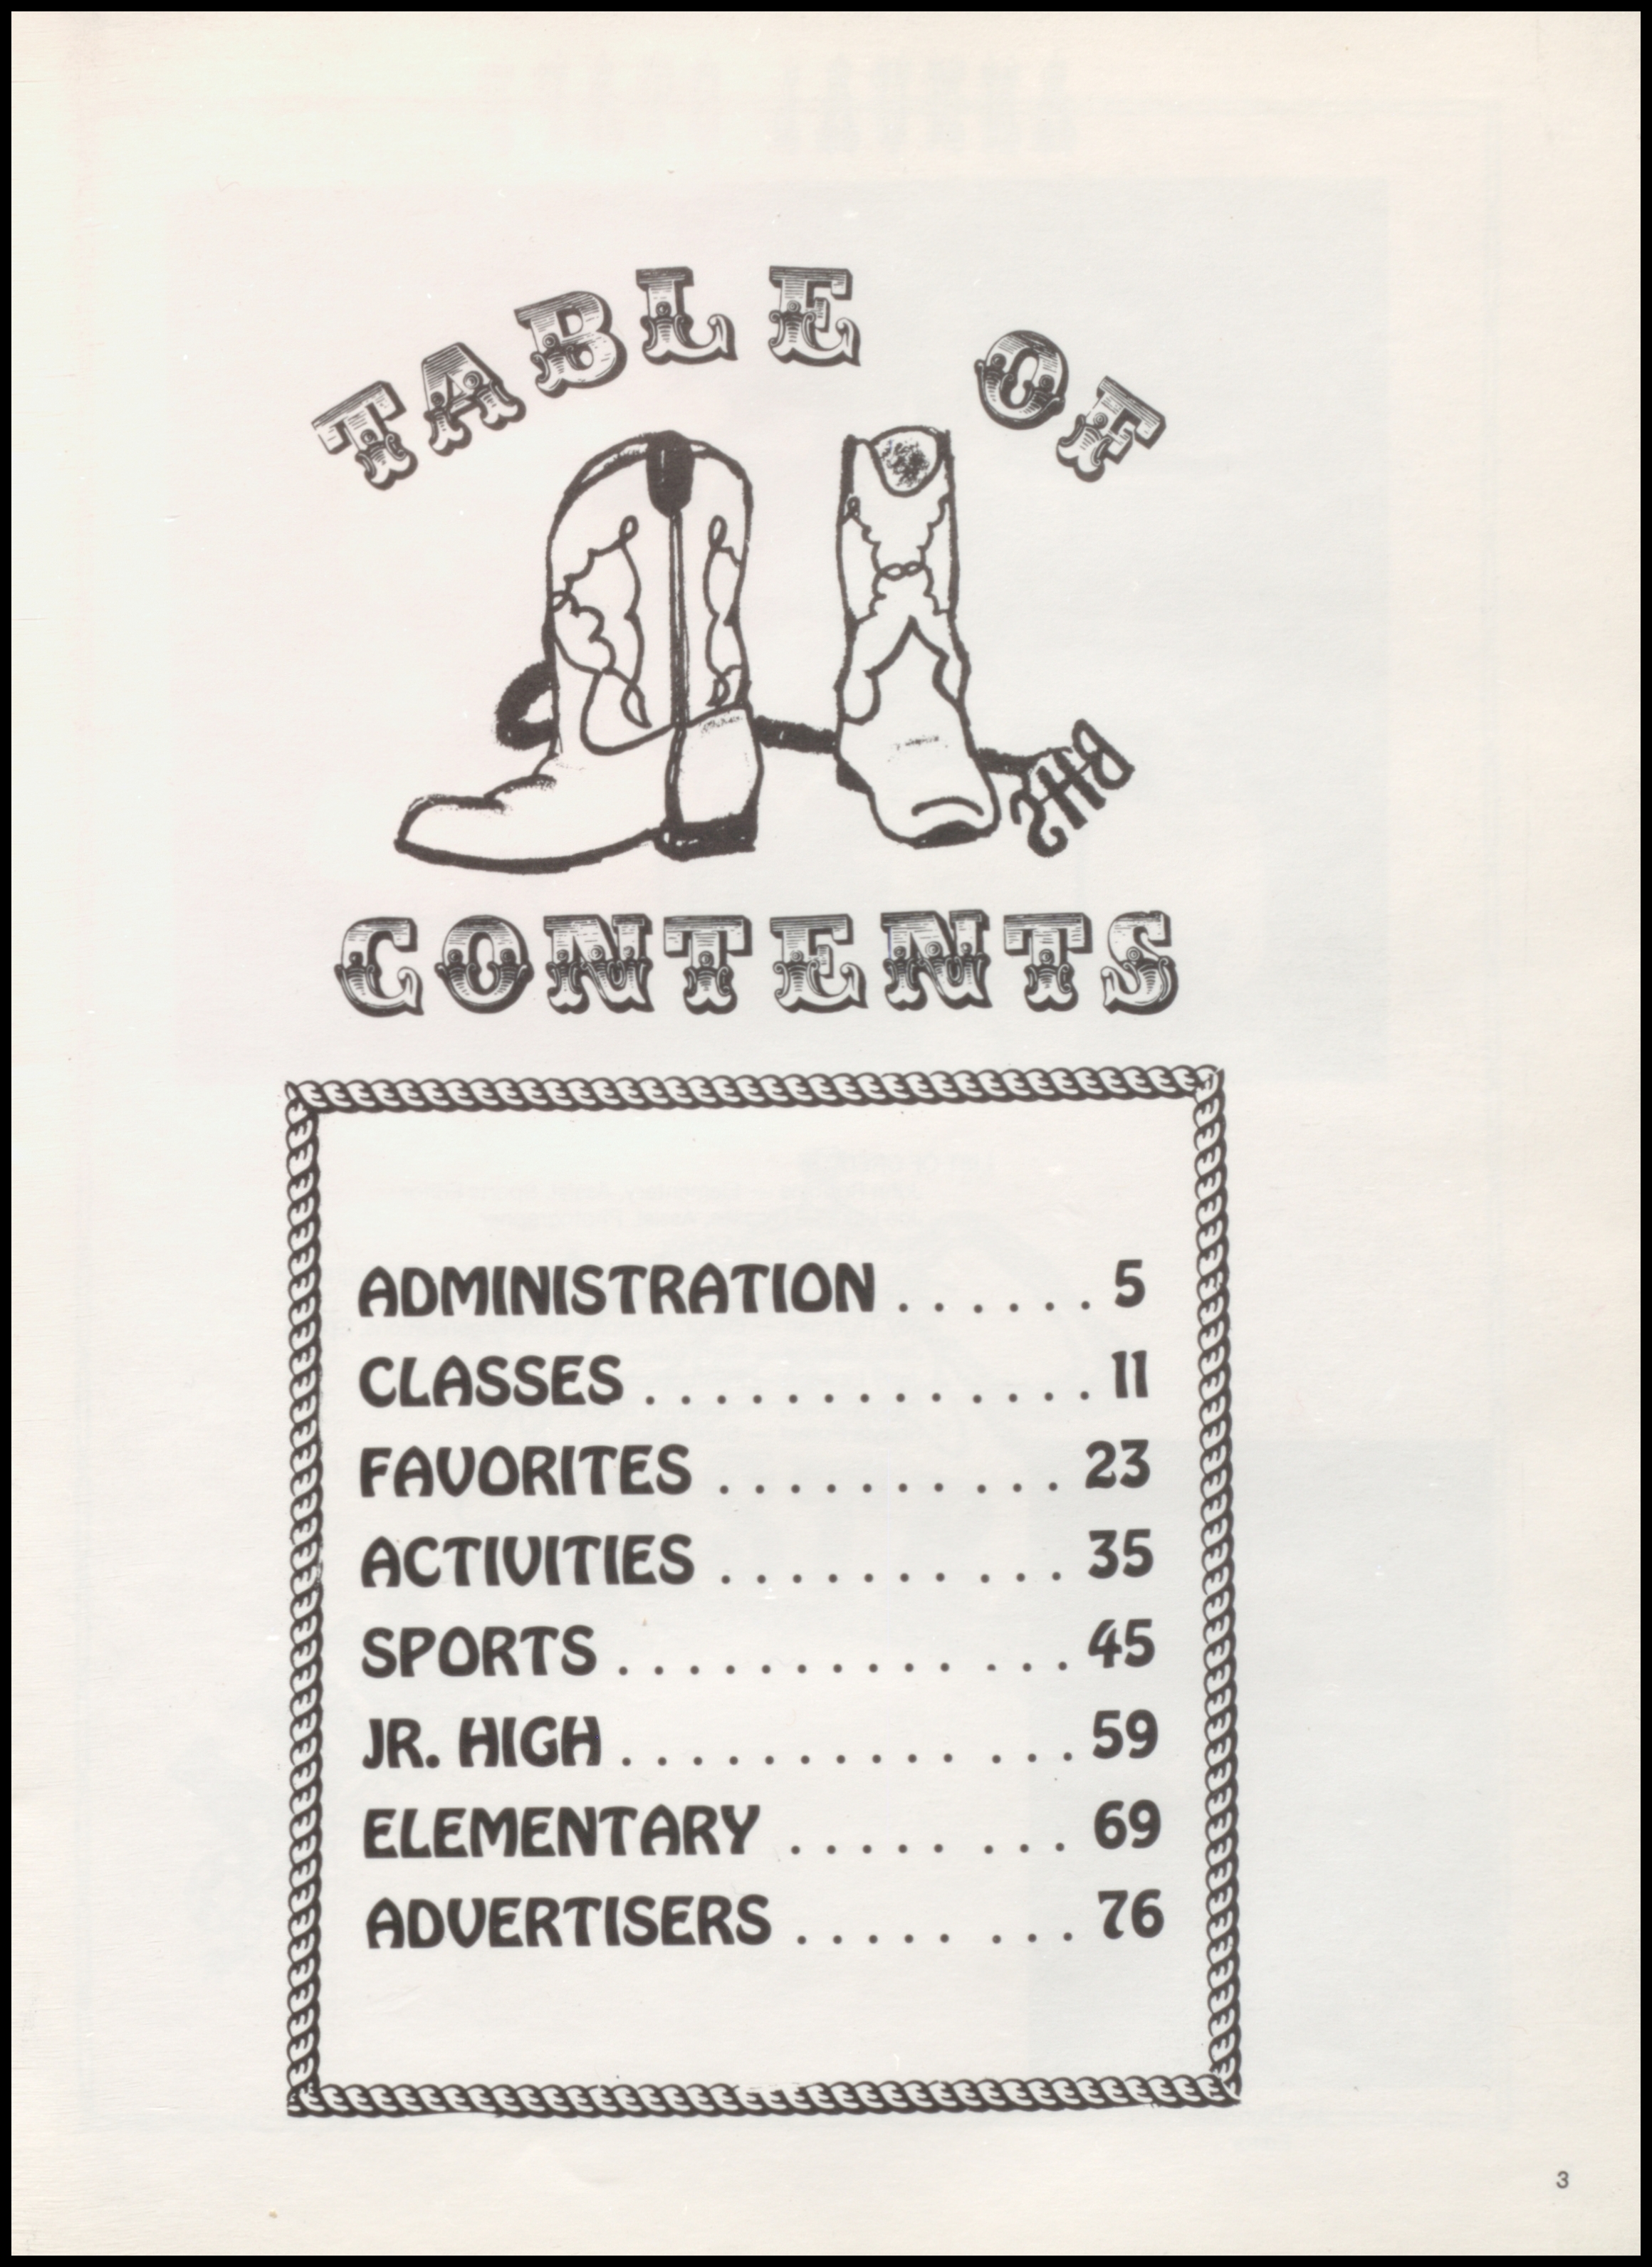 TABLE OF
BHS
CONTENTS
ADMINISTRATION . . . . . . 5
CLASSES . . . . . . . . . . . . . 11
FAVORITES . . . . . . . . . . 23
ACTIVITIES . . . . . . . . . . 35
SPORTS . . . . . . . . . . . . . 45
JR. HIGH . . . . . . . . . . . . . 59
ELEMENTARY . . . . . . . . 69
ADVERTISERS . . . . . . . . 76
3